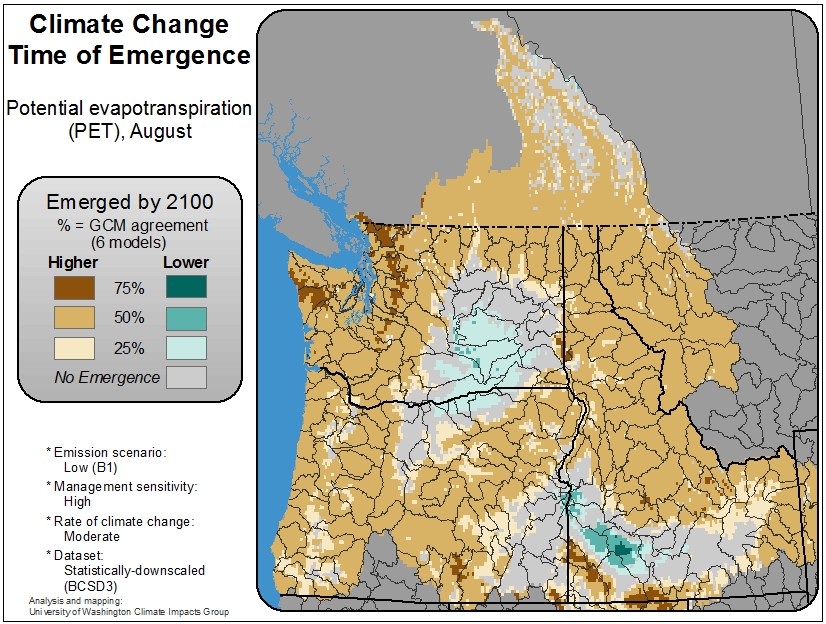 Climate Change
Time of Emergence
Potential evapotranspiration
(PET), August
Emerged by 2100
% = GCM agreement
(6 models)
Higher Lower
75%
50%
25%
No Emergence
* Emission scenario:
Low (B1)
* Management sensitivity:
High
* Rate of climate change:
Moderate
* Dataset:
Statistically-downscaled
(BCSD3)
Analysis and mapping:
University of Washington Climate Impacts Group